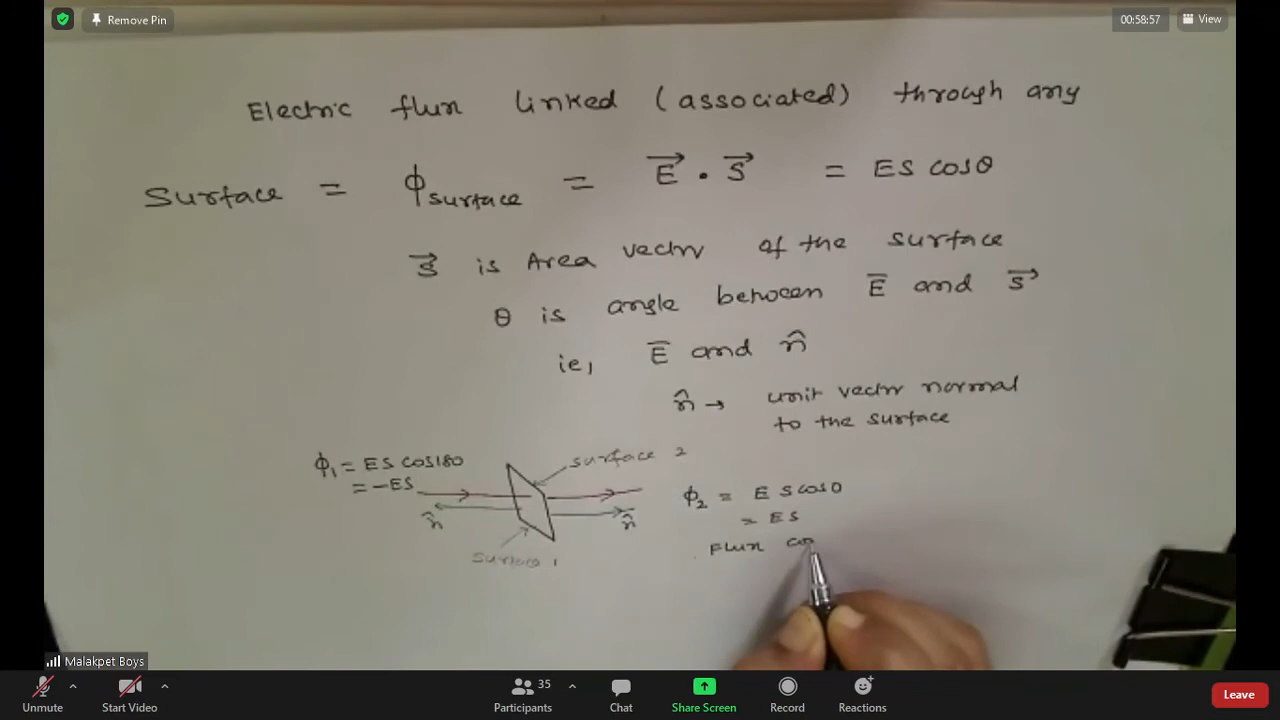 Remove Pin
00:58:57
View
Electric flux linked (associated) through any
Surface = ϕsurface = E⃗ . S⃗ = ES cosθ
S⃗ is Area vector of the surface
θ is angle between E̅ and S⃗
ie, E̅ and n̂
n̂ → unit vector normal
to the surface
ϕ₁ = ES cos180
= -ES
surface 2
n̂
n̂
surface 1
ϕ₂ = E S cos0
= ES
Flux co
Malakpet Boys
Unmute
Start Video
35
Participants
Chat
Share Screen
Record
Reactions
Leave